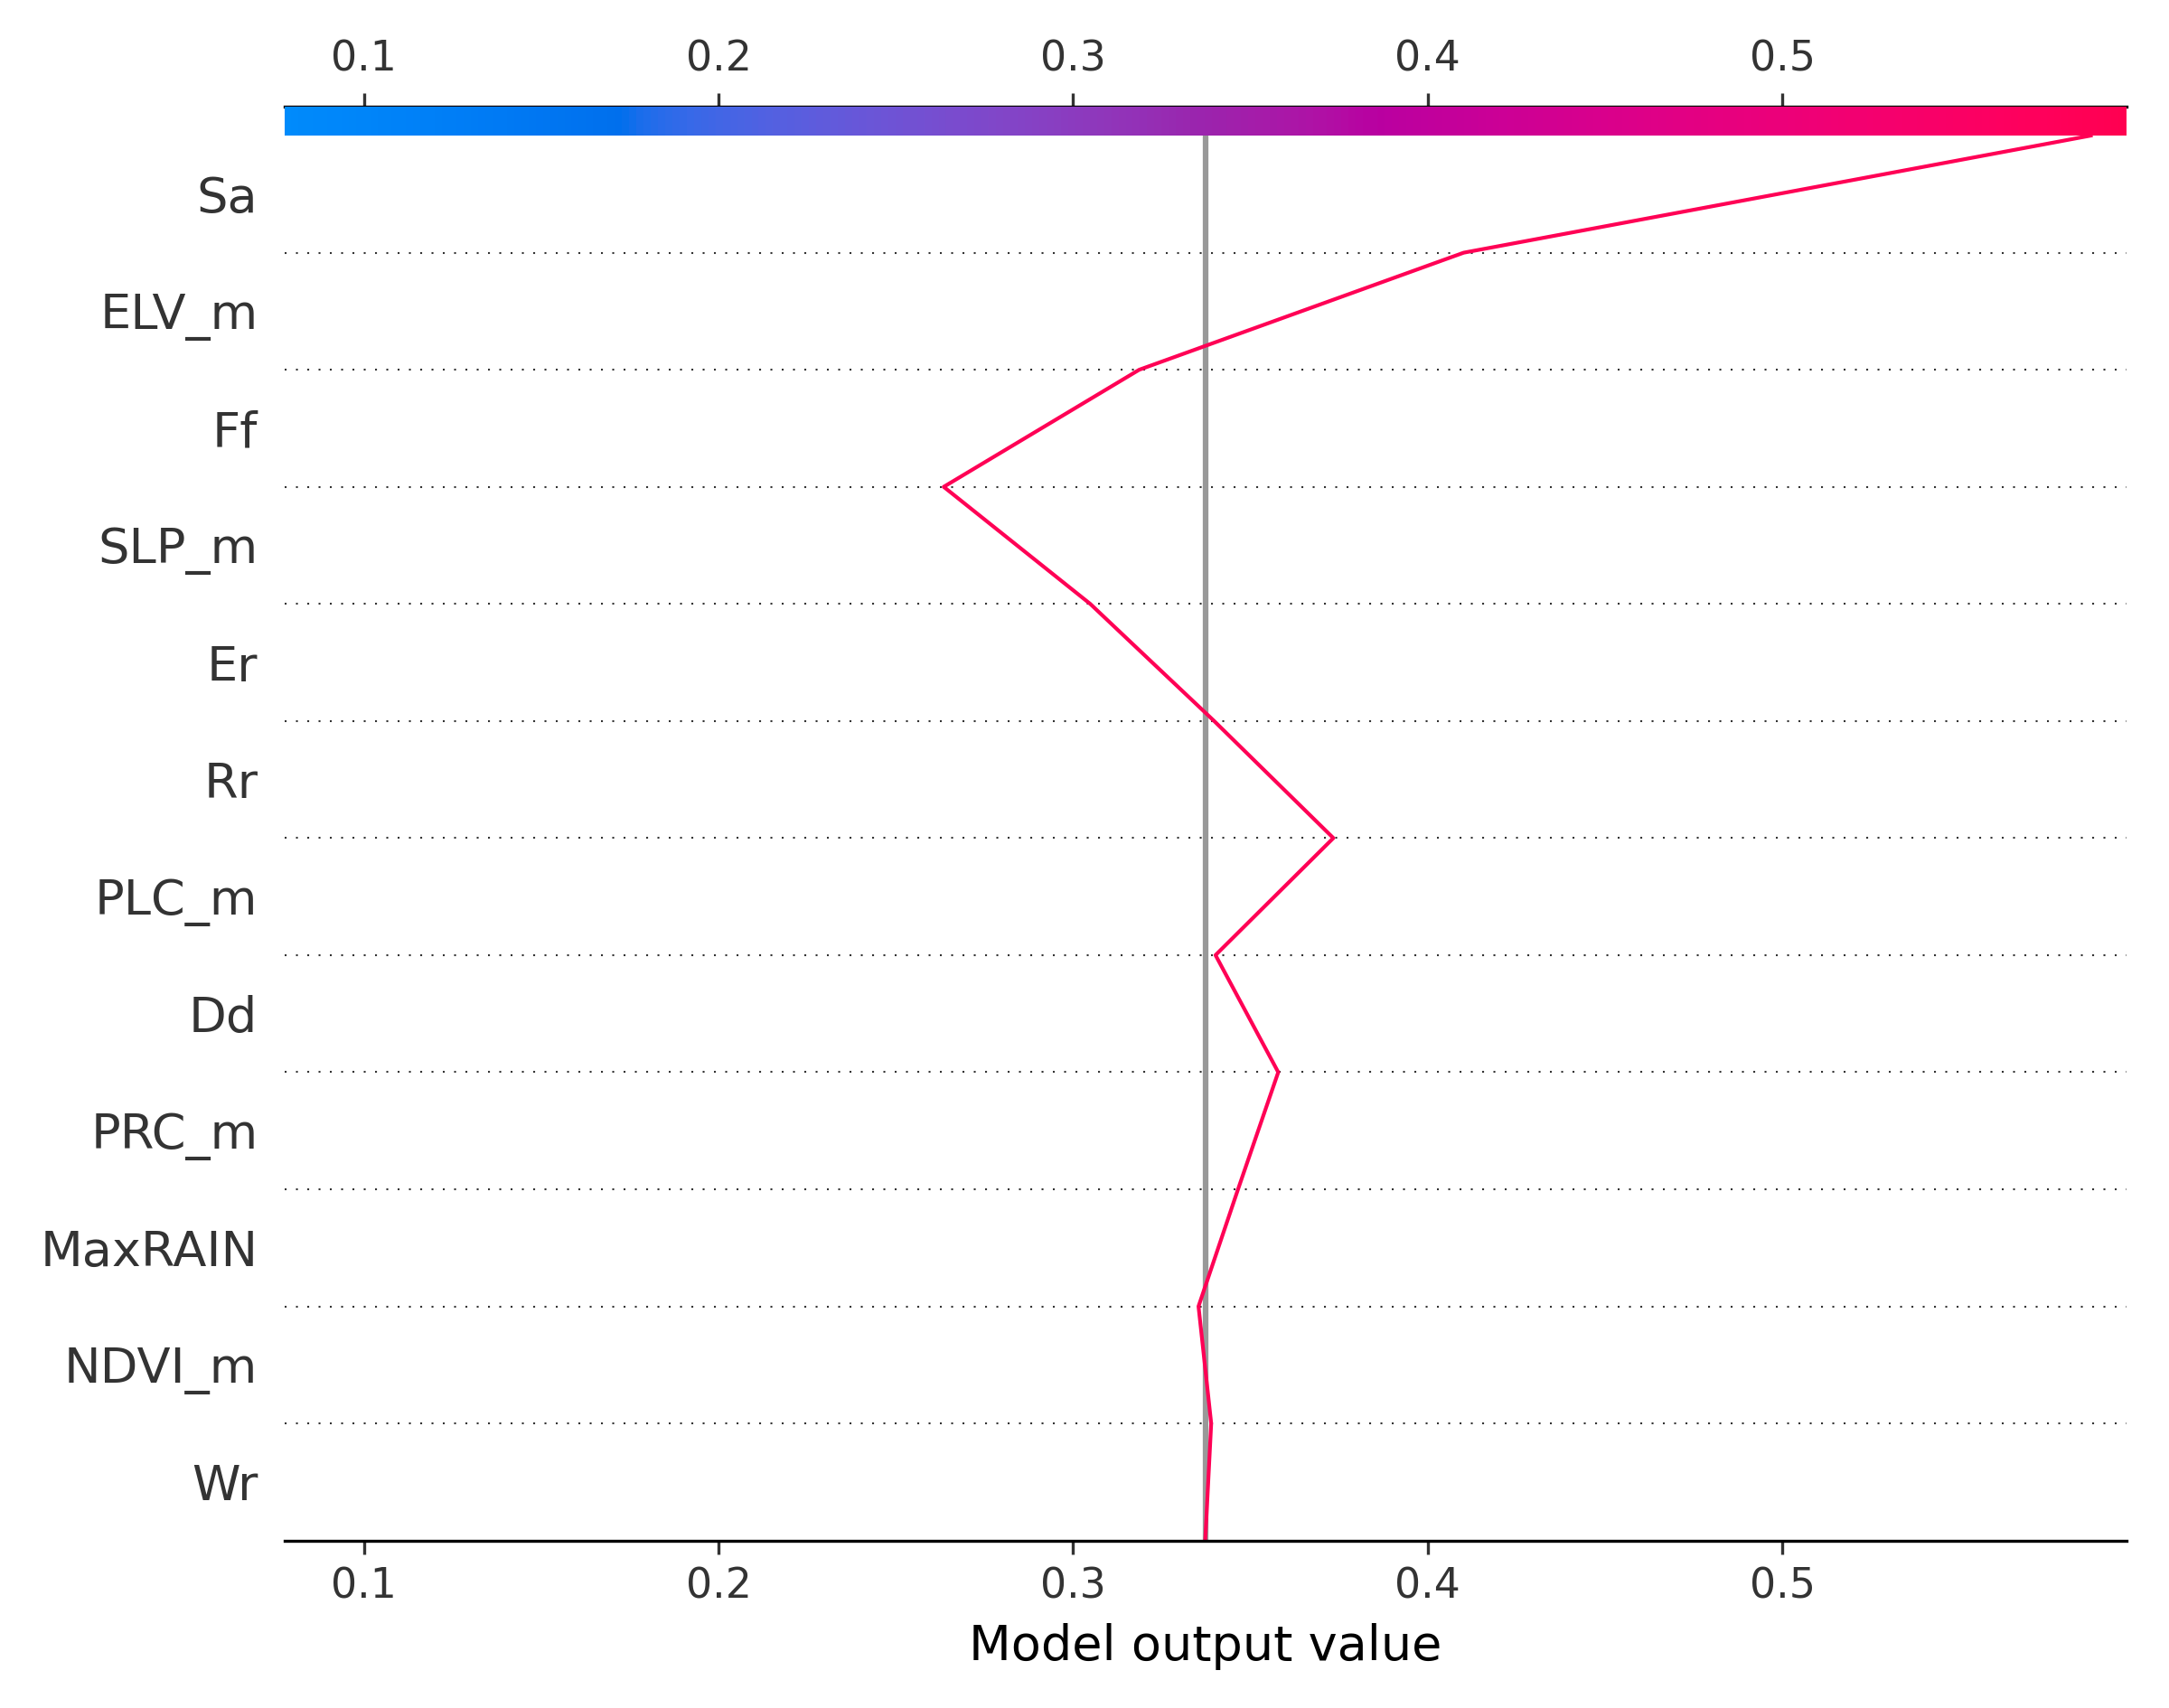 0.1 0.2 0.3 0.4 0.5
Sa
ELV_m
Ff
SLP_m
Er
Rr
PLC_m
Dd
PRC_m
MaxRAIN
NDVI_m
Wr
0.1 0.2 0.3 0.4 0.5
Model output value